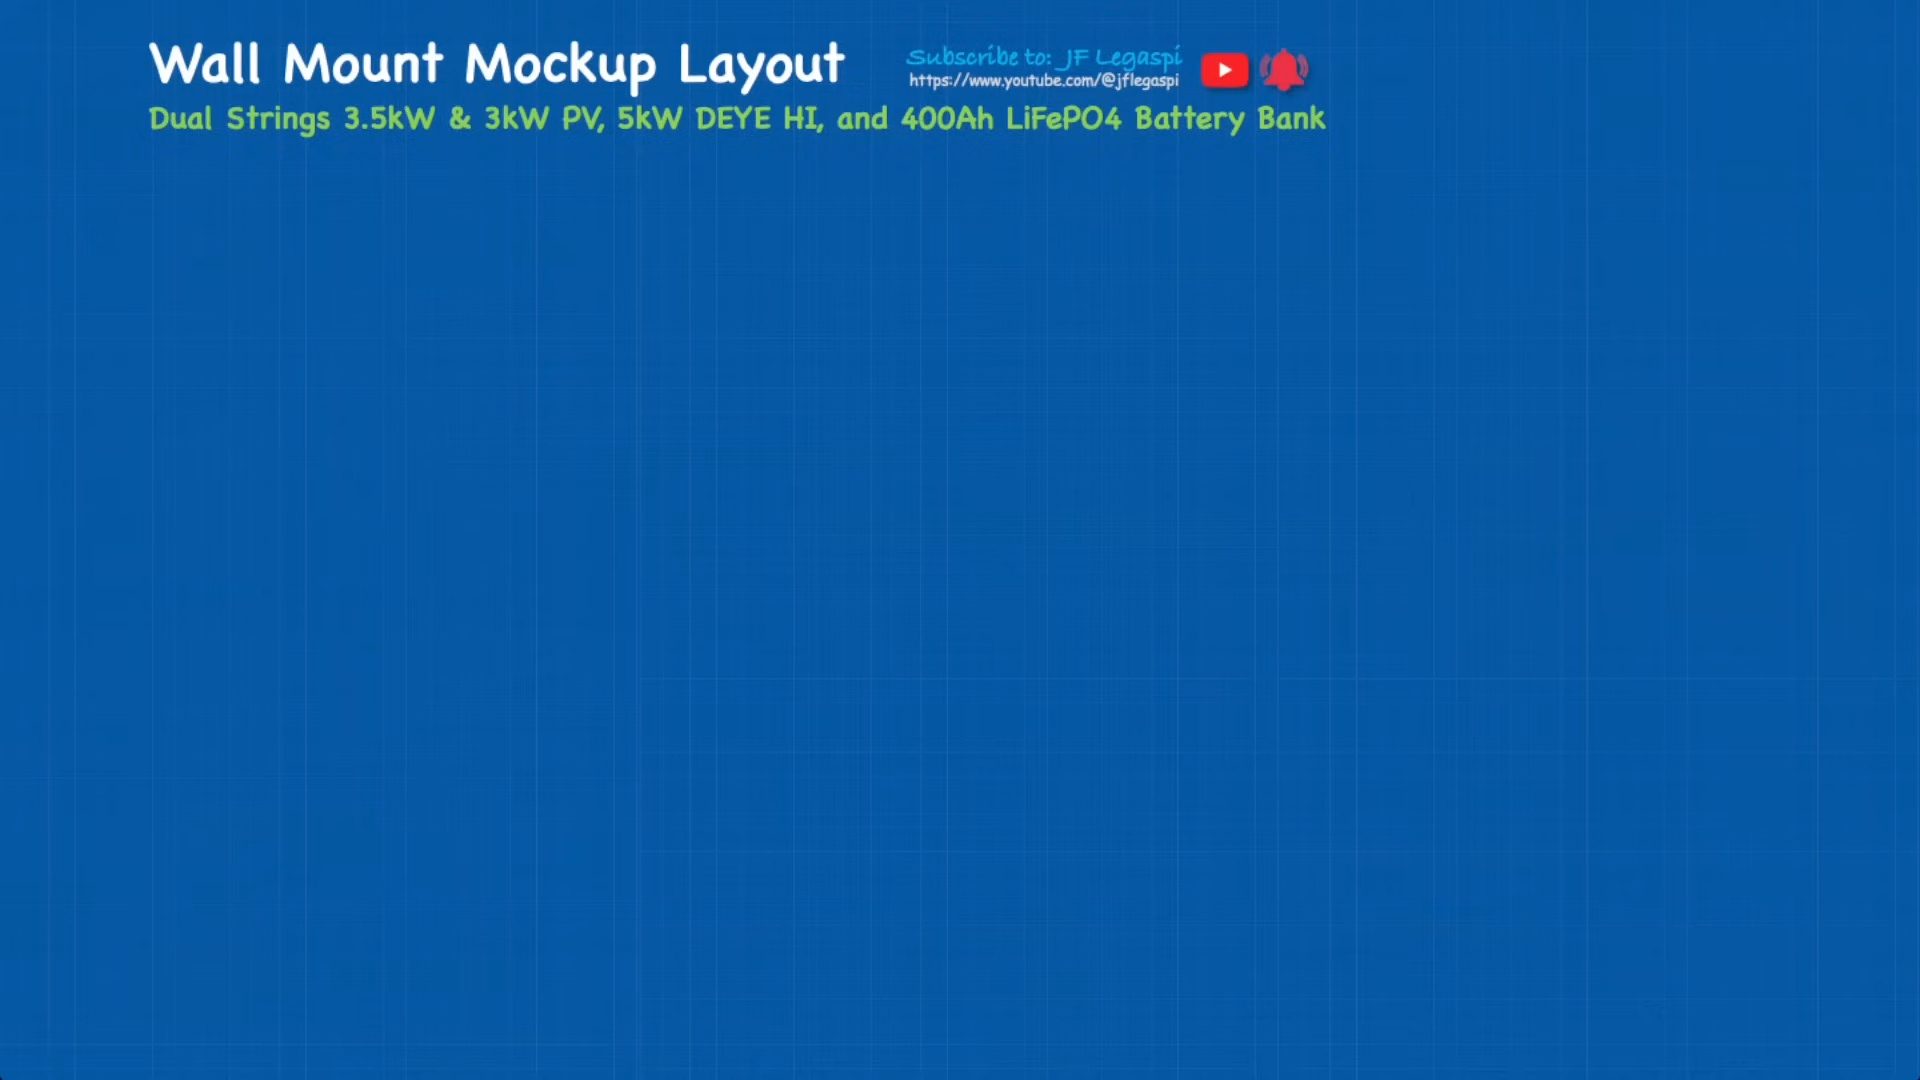 Wall Mount Mockup Layout
Subscribe to: JF Legaspi
https://www.youtube.com/@jflegaspi
Dual Strings 3.5kW & 3kW PV, 5kW DEYE HI, and 400Ah LiFePO4 Battery Bank